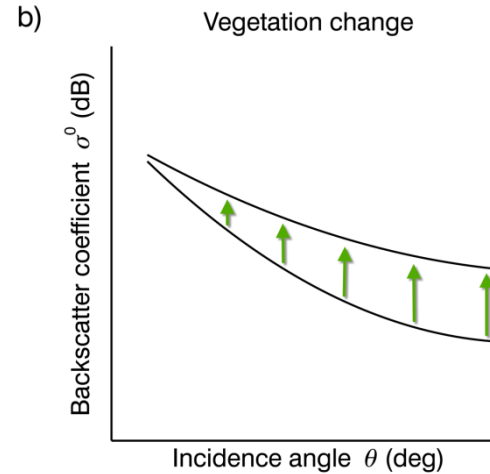 b)
Vegetation change
Backscatter coefficient σ⁰ (dB)
Incidence angle θ (deg)